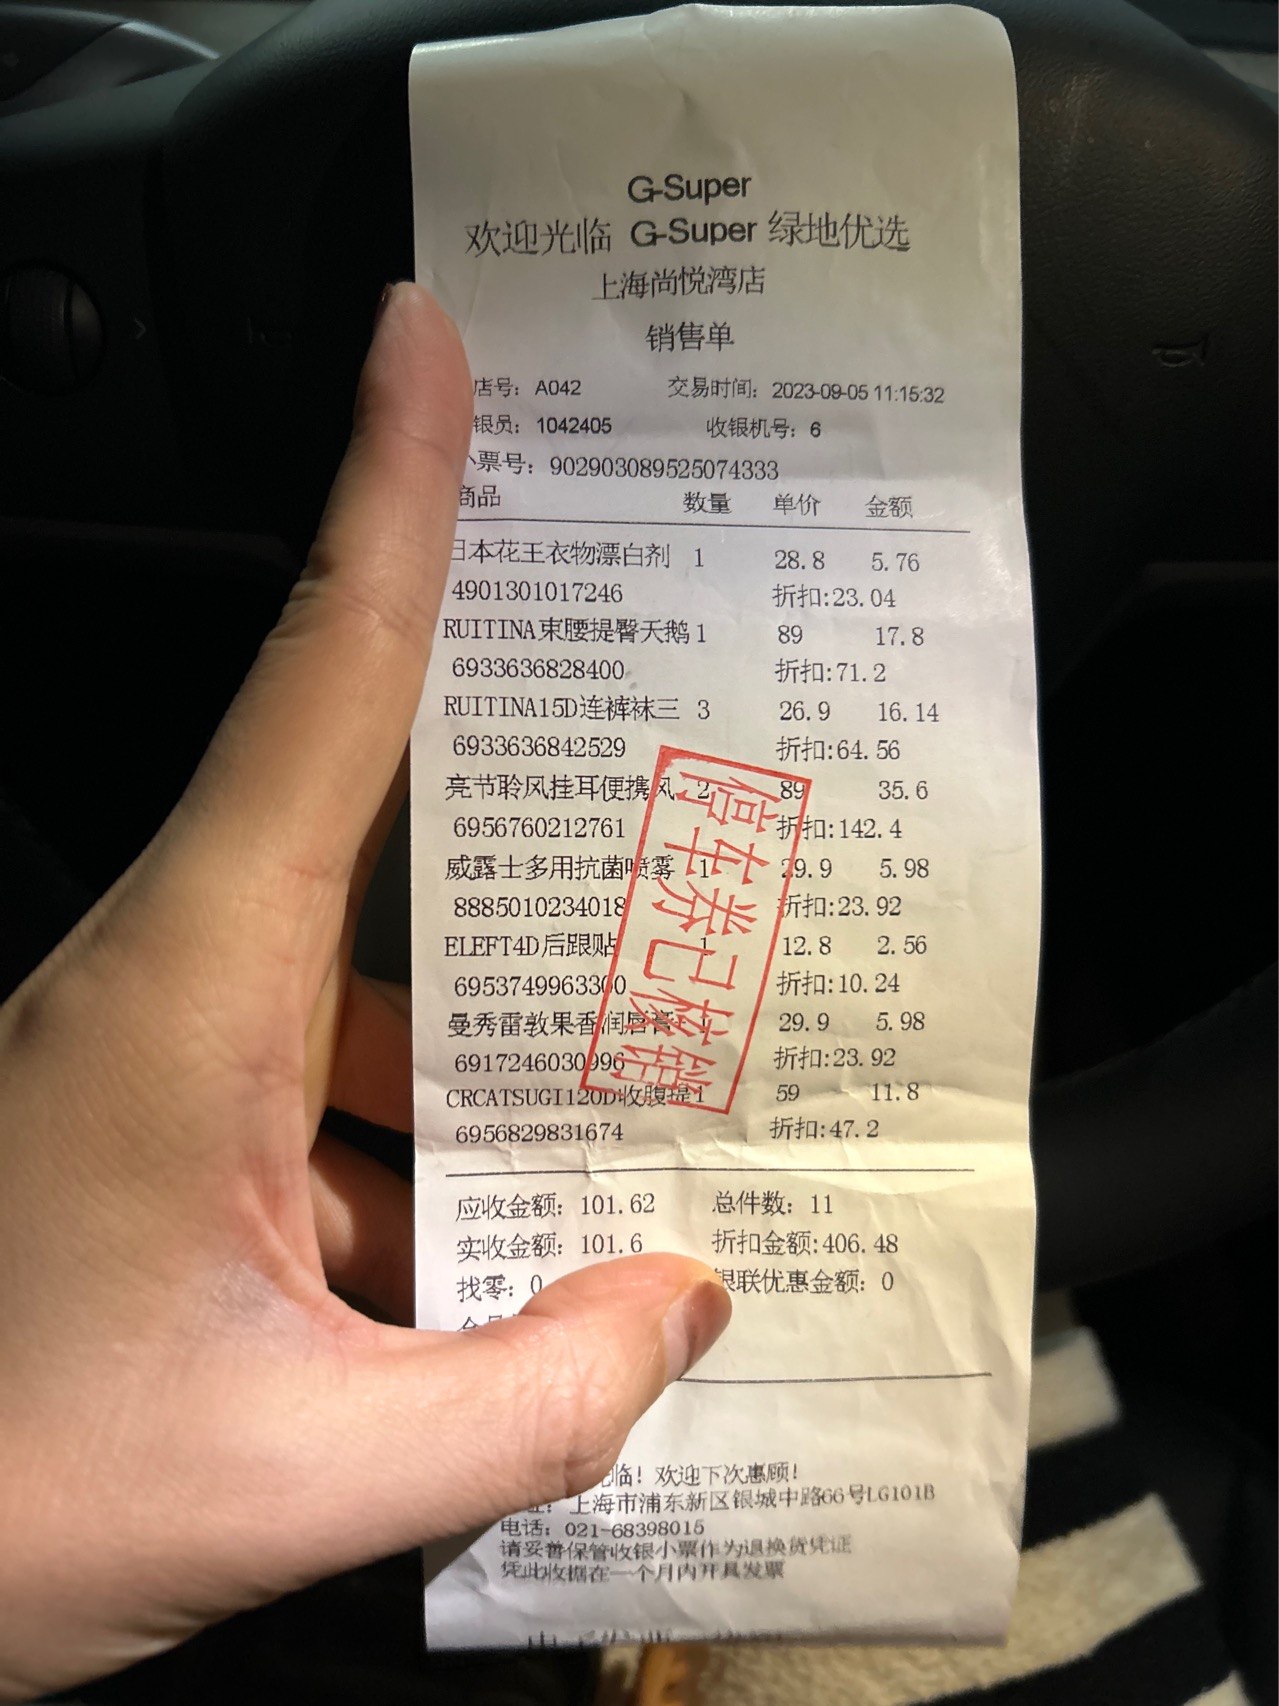 G-Super
欢迎光临 G-Super 绿地优选
上海尚悦湾店
销售单
店号：A042 交易时间：2023-09-05 11:15:32
银员：1042405 收银机号：6
小票号：902903089525074333
商品 数量 单价 金额
日本花王衣物漂白剂 1 28.8 5.76
4901301017246 折扣:23.04
RUITINA束腰提臀天鹅 1 89 17.8
6933636828400 折扣:71.2
RUITINA15D连裤袜三 3 26.9 16.14
6933636842529 折扣:64.56
亮节聆风挂耳便携风 2 89 35.6
6956760212761 折扣:142.4
威露士多用抗菌喷雾 1 29.9 5.98
8885010234018 折扣:23.92
ELEFT4D后跟贴 1 12.8 2.56
6953749963300 折扣:10.24
曼秀雷敦果香润唇膏 1 29.9 5.98
6917246030996 折扣:23.92
CRCATSUGI120D收腹提1 59 11.8
6956829831674 折扣:47.2
停车券已核销
应收金额：101.62 总件数：11
实收金额：101.6 折扣金额:406.48
找零：0 银联优惠金额：0
临！欢迎下次惠顾！
上海市浦东新区银城中路66号LG101B
电话：021-68398015
请妥善保管收银小票作为退换货凭证
凭此收据在一个月内开具发票